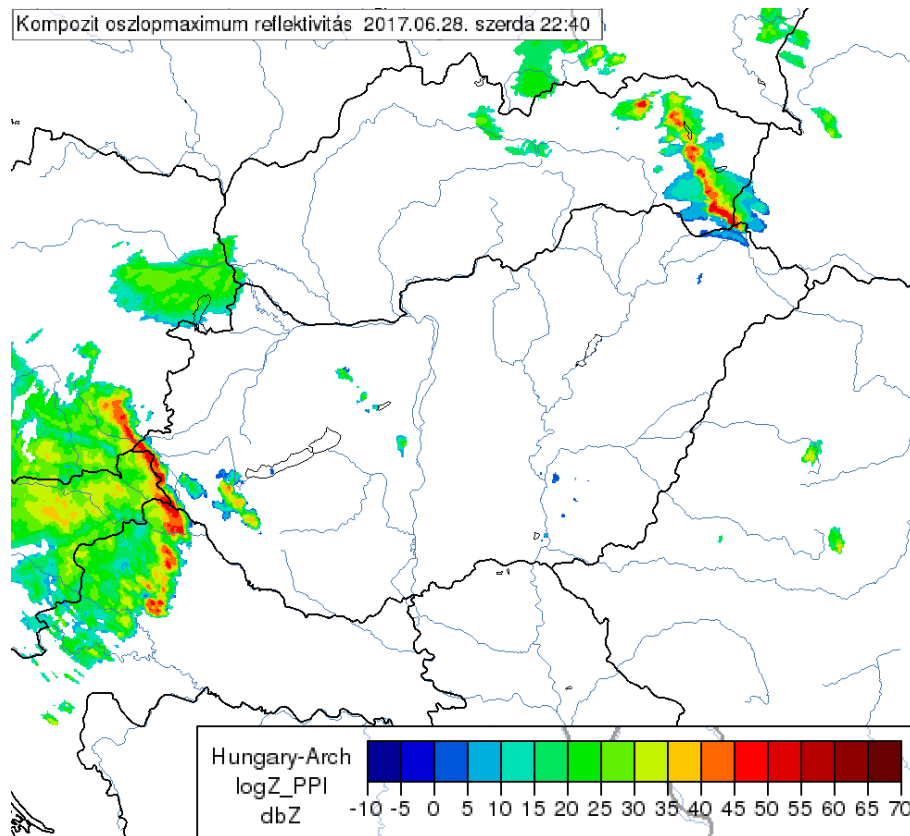 Kompozit oszlopmaximum reflektivitás 2017.06.28. szerda 22:40
Hungary-Arch
logZ_PPI
dbZ
-10 -5 0 5 10 15 20 25 30 35 40 45 50 55 60 65 70